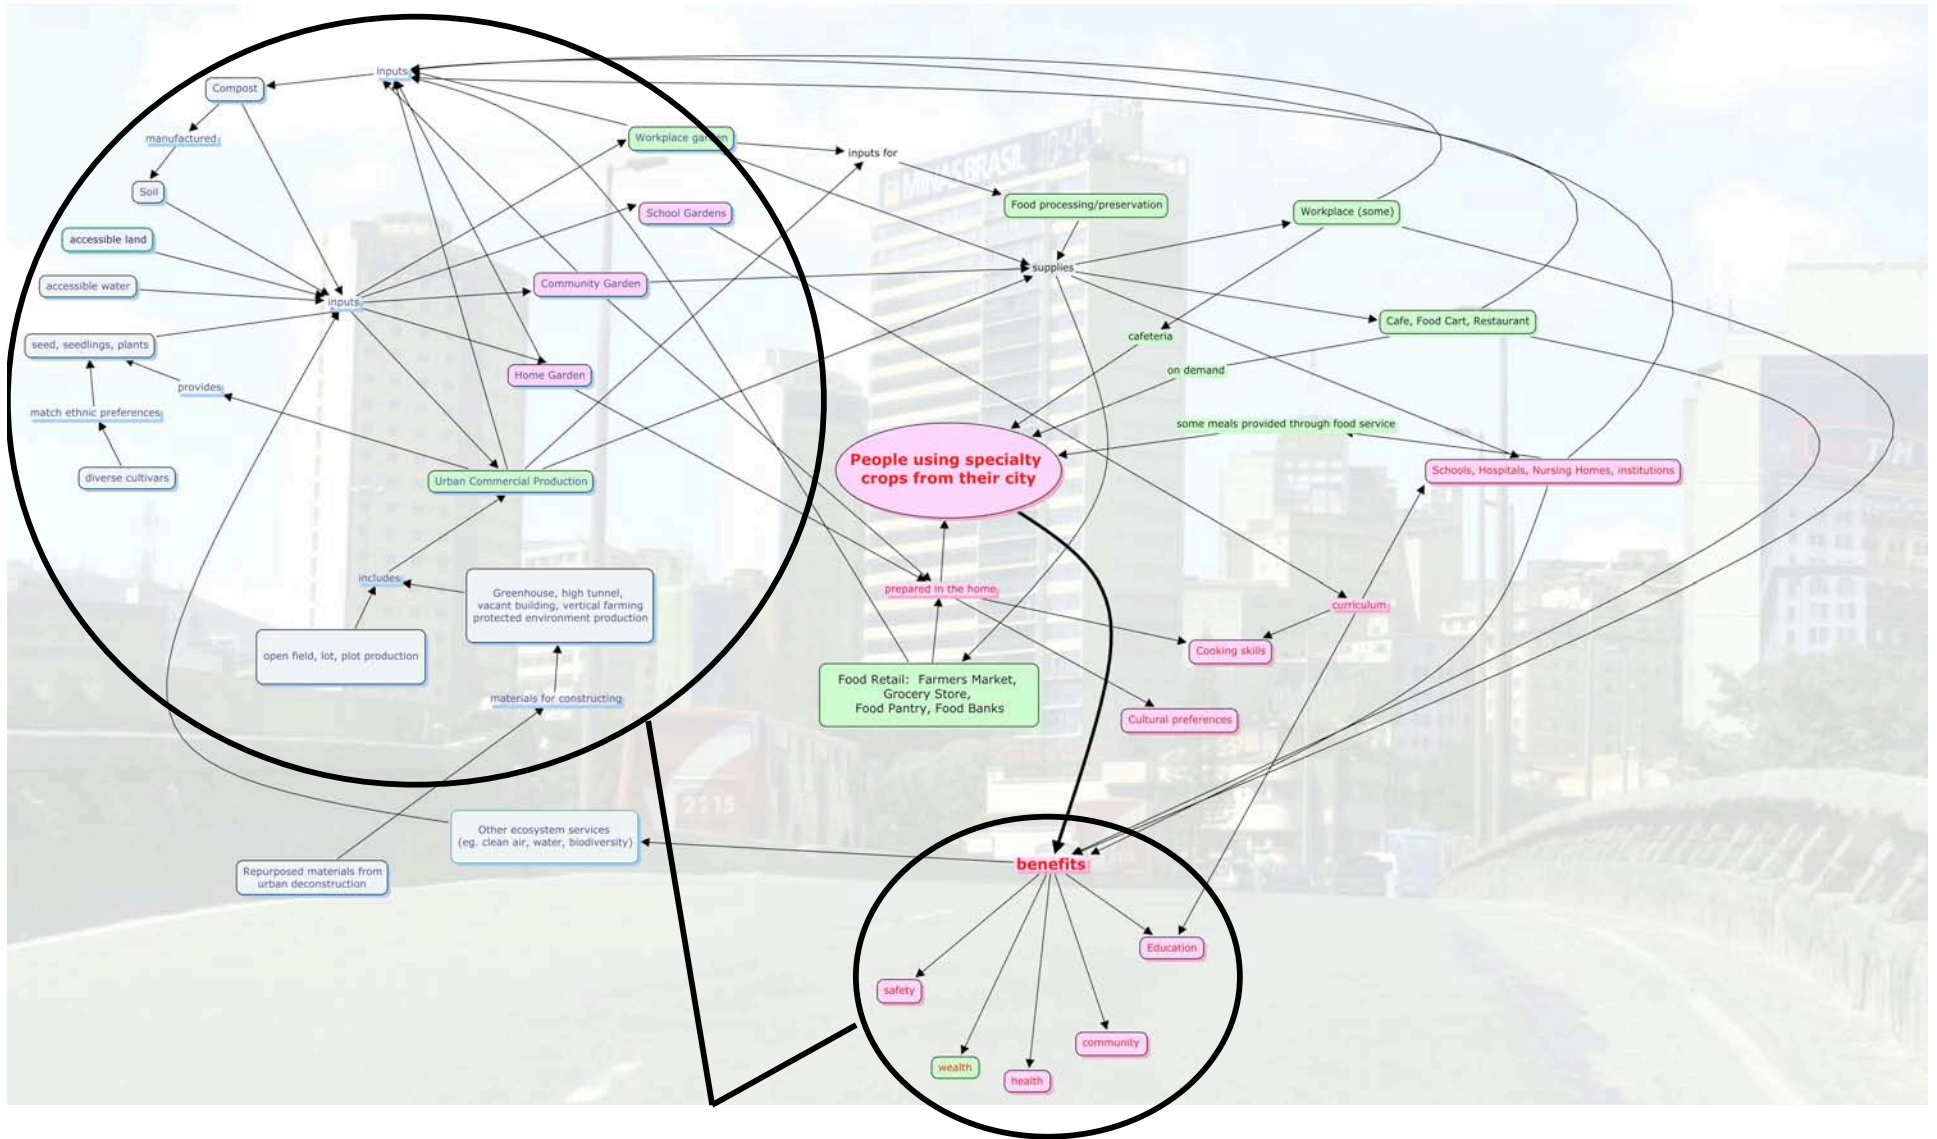 inputs
Compost
manufactured
Soil
accessible land
accessible water
inputs
seed, seedlings, plants
provides
match ethnic preferences
diverse cultivars
Workplace garden
School Gardens
Community Garden
Home Garden
Urban Commercial Production
includes
Greenhouse, high tunnel,
vacant building, vertical farming
protected environment production
open field, lot, plot production
materials for constructing
Other ecosystem services
(eg. clean air, water, biodiversity)
Repurposed materials from
urban deconstruction
inputs for
MINAS BRASIL 10:45
Food processing/preservation
Workplace (some)
supplies
Cafe, Food Cart, Restaurant
cafeteria
on demand
some meals provided through food service
People using specialty
crops from their city
Schools, Hospitals, Nursing Homes, institutions
prepared in the home
curriculum
Cooking skills
Food Retail: Farmers Market,
Grocery Store,
Food Pantry, Food Banks
Cultural preferences
benefits
Education
safety
community
wealth
health